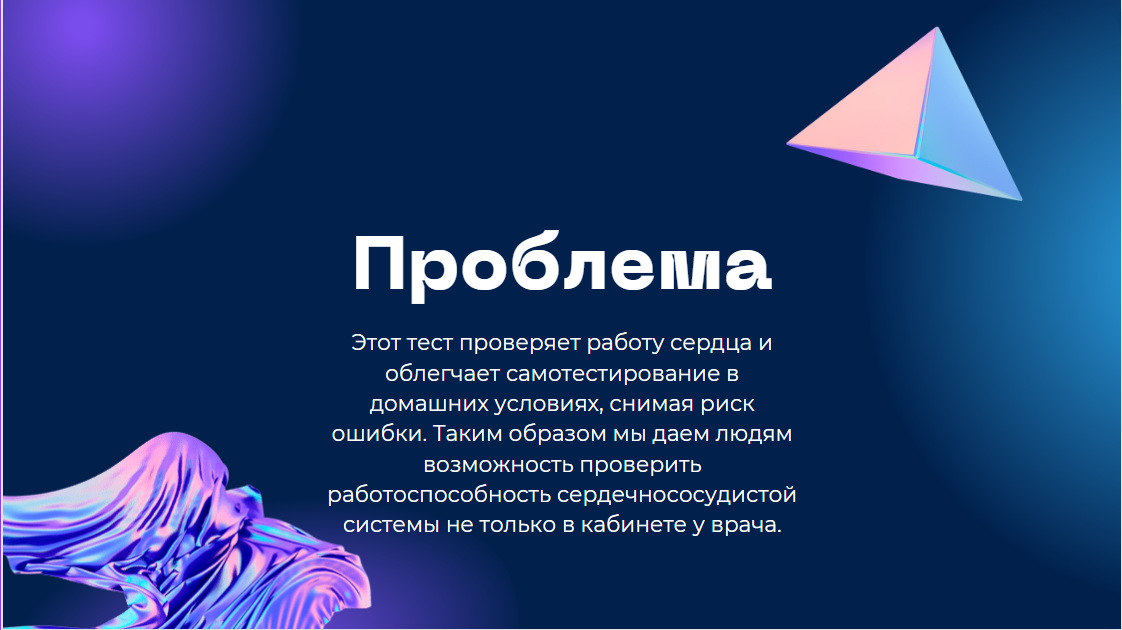 Проблема
Этот тест проверяет работу сердца и
облегчает самотестирование в
домашних условиях, снимая риск
ошибки. Таким образом мы даем людям
возможность проверить
работоспособность сердечнососудистой
системы не только в кабинете у врача.